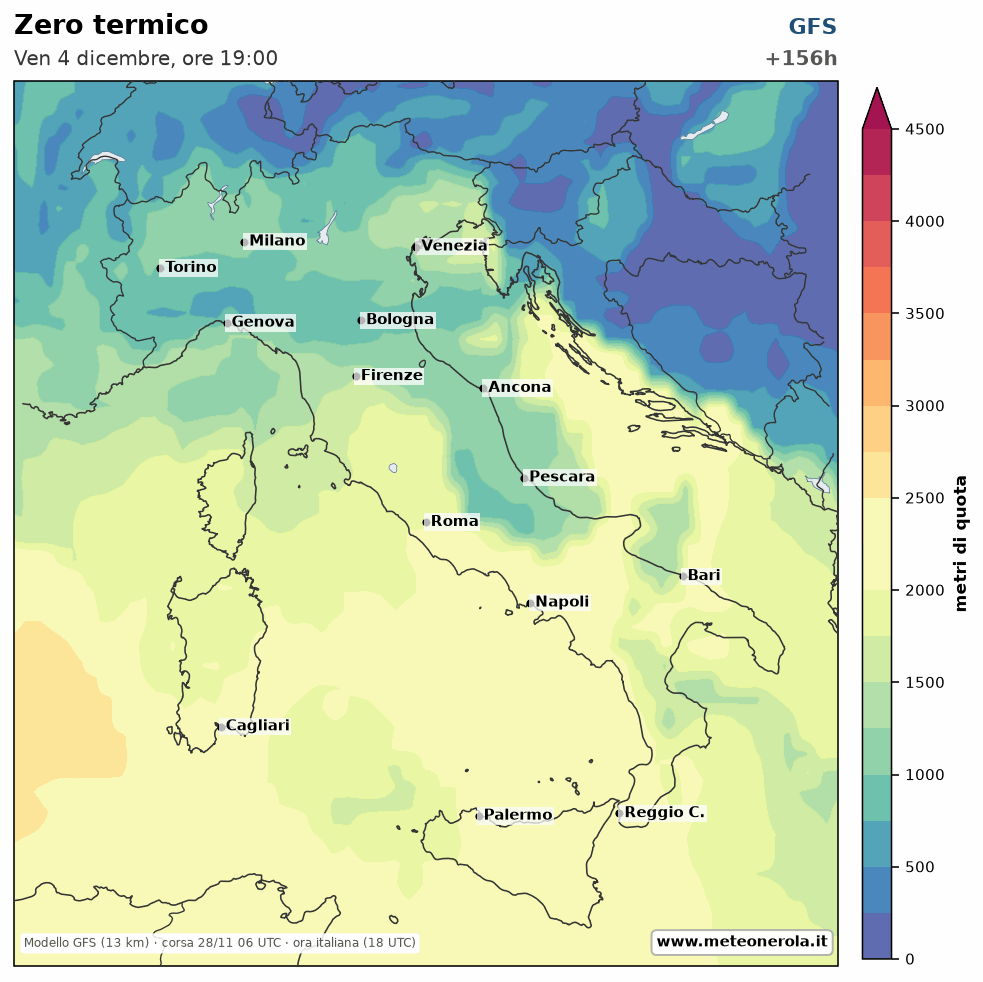 Zero termico
GFS
Ven 4 dicembre, ore 19:00
+156h
Milano
Venezia
Torino
Genova
Bologna
Firenze
Ancona
Pescara
Roma
Bari
Napoli
Cagliari
Palermo
Reggio C.
4500
4000
3500
3000
2500
2000
1500
1000
500
0
metri di quota
Modello GFS (13 km) · corsa 28/11 06 UTC · ora italiana (18 UTC)
www.meteonerola.it